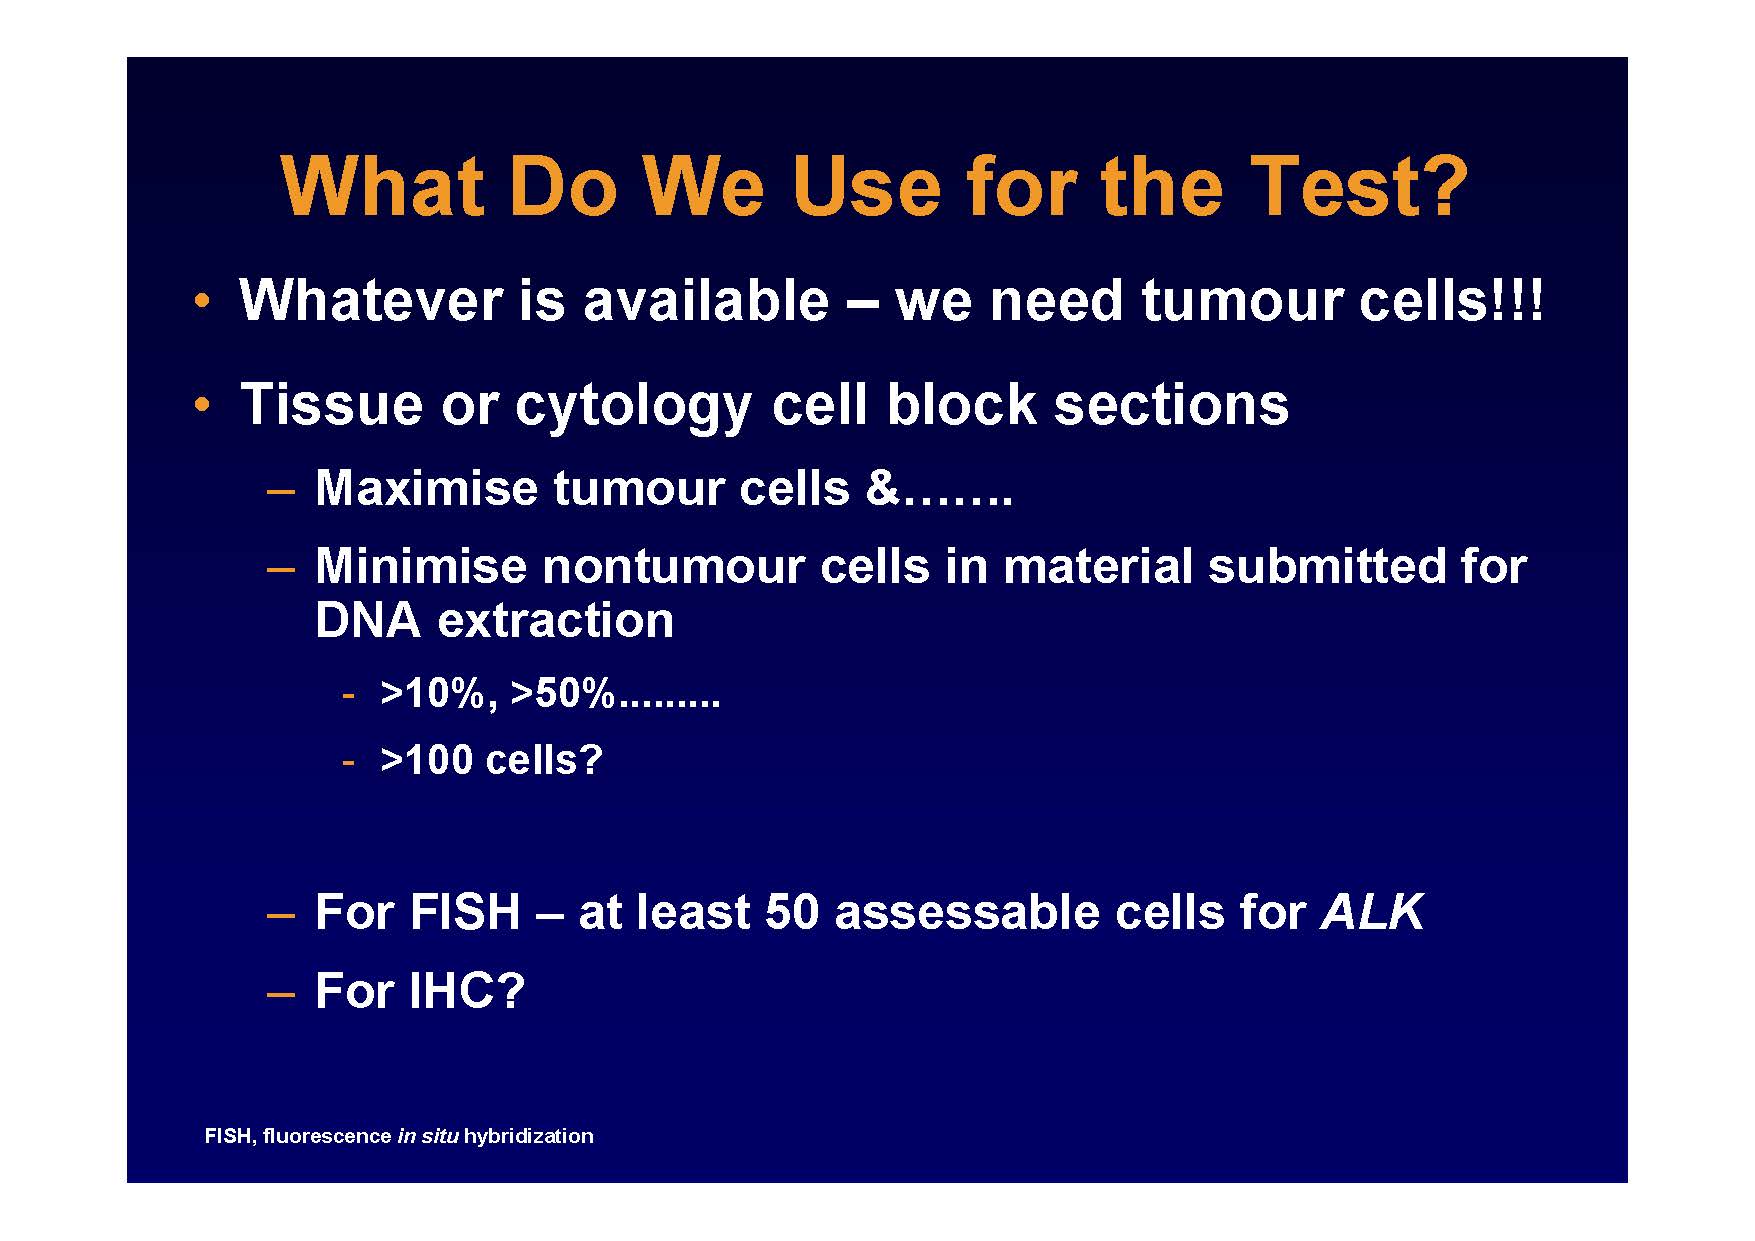 What Do We Use for the Test?
• Whatever is available – we need tumour cells!!!
• Tissue or cytology cell block sections
– Maximise tumour cells &…….
– Minimise nontumour cells in material submitted for
DNA extraction
- >10%, >50%.........
- >100 cells?
– For FISH – at least 50 assessable cells for ALK
– For IHC?
FISH, fluorescence in situ hybridization